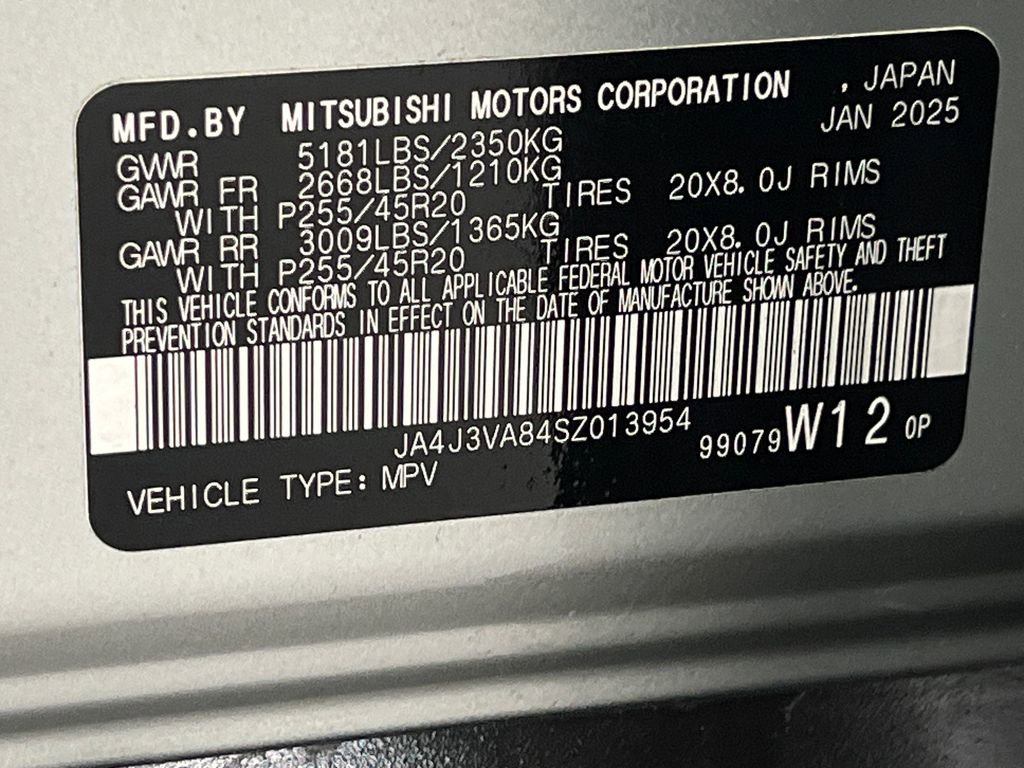 MFD.BY MITSUBISHI MOTORS CORPORATION , JAPAN
JAN 2025
GVWR 5181LBS/2350KG
GAWR FR 2668LBS/1210KG
WITH P255/45R20 TIRES 20X8.0J RIMS
GAWR RR 3009LBS/1365KG
WITH P255/45R20 TIRES 20X8.0J RIMS
THIS VEHICLE CONFORMS TO ALL APPLICABLE FEDERAL MOTOR VEHICLE SAFETY AND THEFT
PREVENTION STANDARDS IN EFFECT ON THE DATE OF MANUFACTURE SHOWN ABOVE.
JA4J3VA84SZ013954
99079 W12 0P
VEHICLE TYPE: MPV